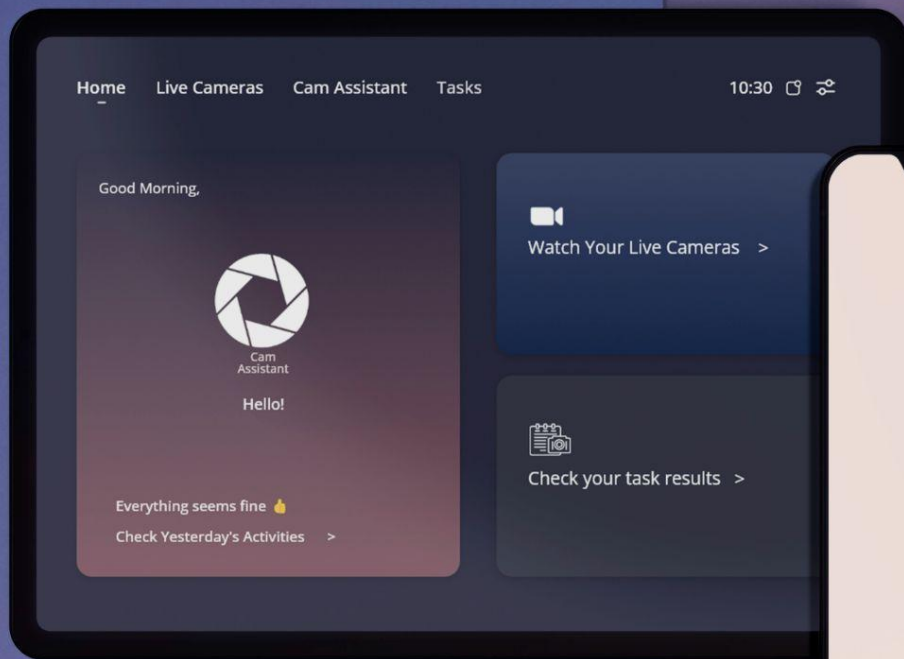 Home Live Cameras Cam Assistant Tasks 10:30
Good Morning,
Cam
Assistant
Hello!
Everything seems fine 👍
Check Yesterday's Activities >
Watch Your Live Cameras >
Check your task results >